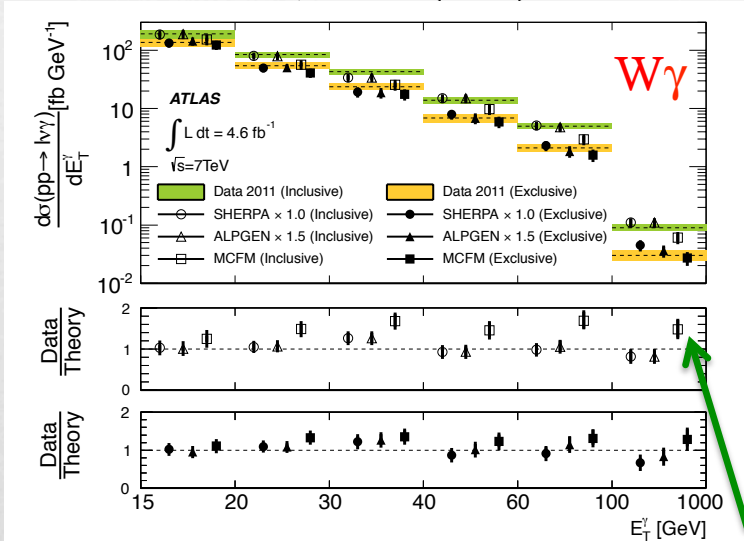 Wγ
dσ(pp→ lνγ)/dE_T^γ [fb GeV⁻¹]
10²
10
1
10⁻¹
10⁻²
ATLAS
∫ L dt = 4.6 fb⁻¹
√s=7TeV
Data 2011 (Inclusive) Data 2011 (Exclusive)
SHERPA × 1.0 (Inclusive) SHERPA × 1.0 (Exclusive)
ALPGEN × 1.5 (Inclusive) ALPGEN × 1.5 (Exclusive)
MCFM (Inclusive) MCFM (Exclusive)
Data
Theory
2
1
0
Data
Theory
2
1
0
15 20 30 40 60 100 1000
E_T^γ [GeV]